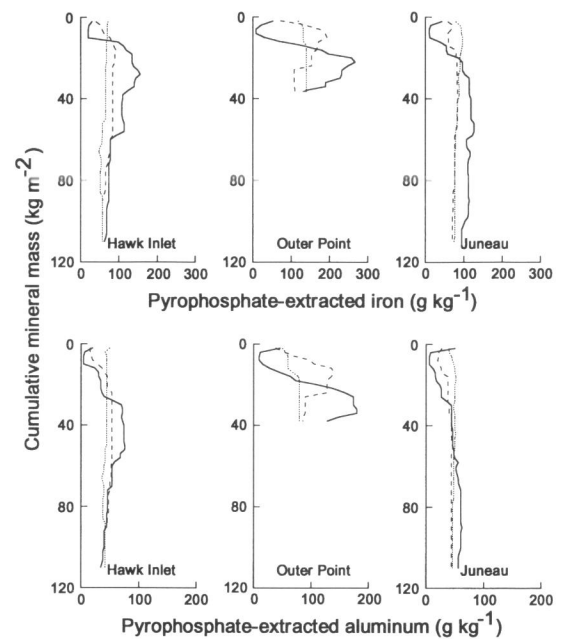 Cumulative mineral mass (kg m-2)
0
40
80
120
0
40
80
120
0
40
80
120
Hawk Inlet
Outer Point
Juneau
0 100 200 300
0 100 200 300
0 100 200 300
Pyrophosphate-extracted iron (g kg-1)
0
40
80
120
0
40
80
120
0
40
80
120
Hawk Inlet
Outer Point
Juneau
0 100 200
0 100 200
0 100 200
Pyrophosphate-extracted aluminum (g kg-1)